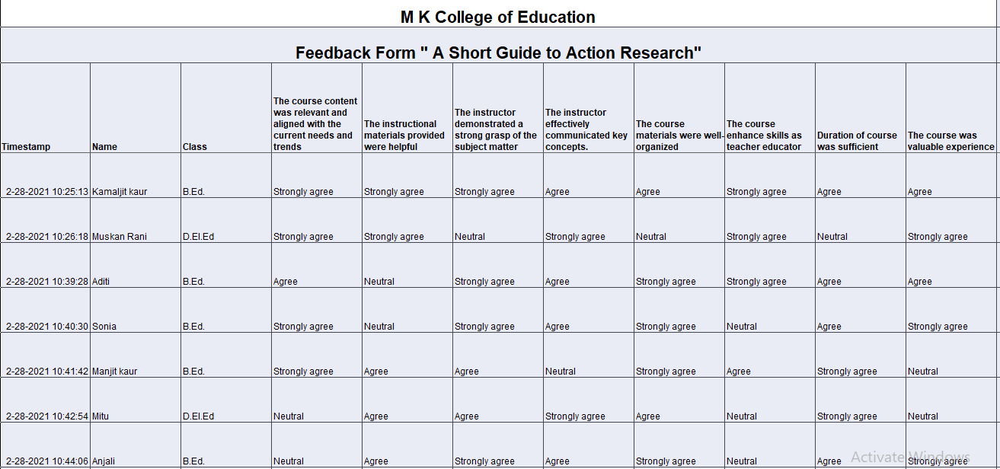 M K College of Education
Feedback Form " A Short Guide to Action Research"
Timestamp Name Class The course content was relevant and aligned with the current needs and trends The instructional materials provided were helpful The instructor demonstrated a strong grasp of the subject matter The instructor effectively communicated key concepts. The course materials were well-organized The course enhance skills as teacher educator Duration of course was sufficient The course was valuable experience
2-28-2021 10:25:13 Kamaljit kaur B.Ed. Strongly agree Strongly agree Strongly agree Agree Agree Strongly agree Agree Agree
2-28-2021 10:26:18 Muskan Rani D.El.Ed Strongly agree Strongly agree Neutral Strongly agree Neutral Strongly agree Neutral Strongly agree
2-28-2021 10:39:28 Aditi B.Ed. Agree Neutral Strongly agree Agree Strongly agree Strongly agree Agree Agree
2-28-2021 10:40:30 Sonia B.Ed. Strongly agree Neutral Strongly agree Agree Strongly agree Neutral Agree Strongly agree
2-28-2021 10:41:42 Manjit kaur B.Ed. Strongly agree Agree Agree Neutral Strongly agree Agree Strongly agree Neutral
2-28-2021 10:42:54 Mitu D.El.Ed Neutral Agree Agree Strongly agree Agree Neutral Strongly agree Neutral
2-28-2021 10:44:06 Anjali B.Ed. Neutral Agree Strongly agree Agree Strongly agree Neutral Agree Strongly agree
Activate Windows